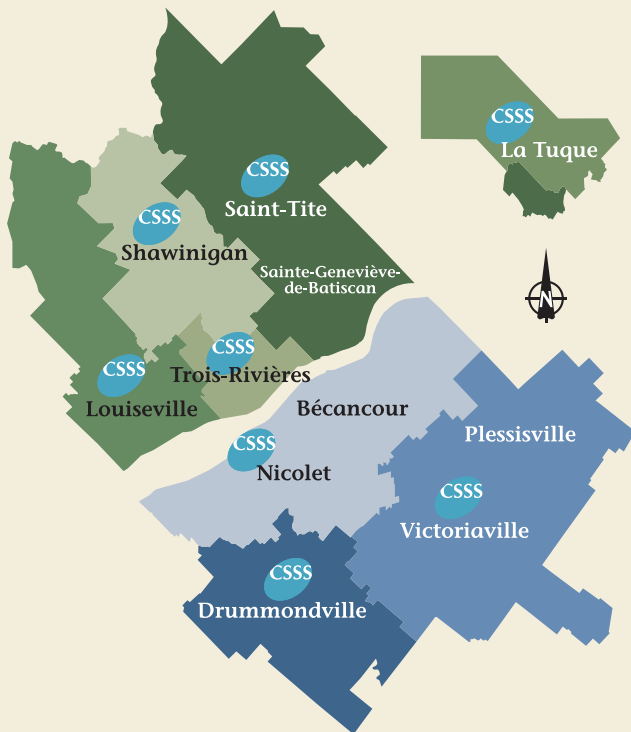 CSSS
La Tuque
CSSS
Saint-Tite
CSSS
Shawinigan
Sainte-Geneviève-
de-Batiscan
N
CSSS
Trois-Rivières
CSSS
Louiseville
Bécancour
Plessisville
CSSS
Nicolet
CSSS
Victoriaville
CSSS
Drummondville